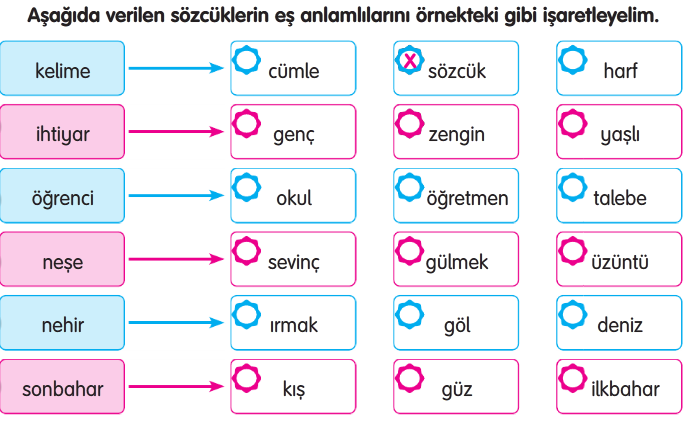 Aşağıda verilen sözcüklerin eş anlamlılarını örnekteki gibi işaretleyelim.
kelime cümle X sözcük harf
ihtiyar genç zengin yaşlı
öğrenci okul öğretmen talebe
neşe sevinç gülmek üzüntü
nehir ırmak göl deniz
sonbahar kış güz ilkbahar